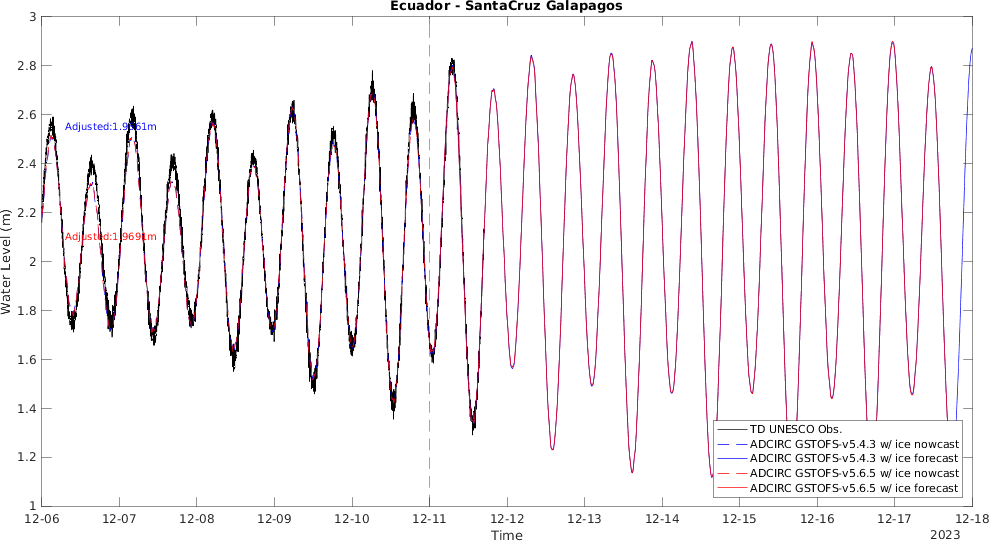 Ecuador - SantaCruz Galapagos
3
2.8
2.6
2.4
2.2
2
1.8
1.6
1.4
1.2
1
Water Level (m)
Adjusted:1.9661m
Adjusted:1.9691m
TD UNESCO Obs.
ADCIRC GSTOFS-v5.4.3 w/ ice nowcast
ADCIRC GSTOFS-v5.4.3 w/ ice forecast
ADCIRC GSTOFS-v5.6.5 w/ ice nowcast
ADCIRC GSTOFS-v5.6.5 w/ ice forecast
12-06 12-07 12-08 12-09 12-10 12-11 12-12 12-13 12-14 12-15 12-16 12-17 12-18
Time
2023